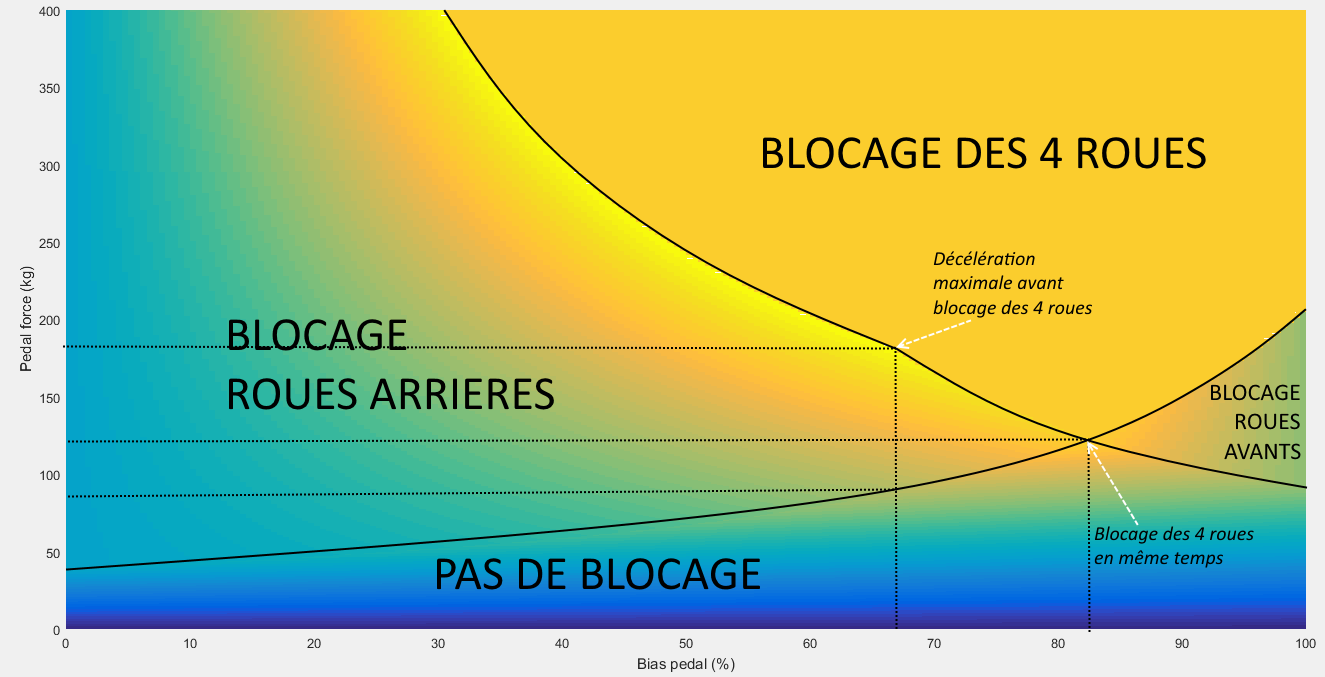 400
350
300
250
200
150
100
50
0
Pedal force (kg)
BLOCAGE DES 4 ROUES
Décélération
maximale avant
blocage des 4 roues
BLOCAGE
ROUES ARRIERES
BLOCAGE
ROUES
AVANTS
Blocage des 4 roues
en même temps
PAS DE BLOCAGE
0 10 20 30 40 50 60 70 80 90 100
Bias pedal (%)